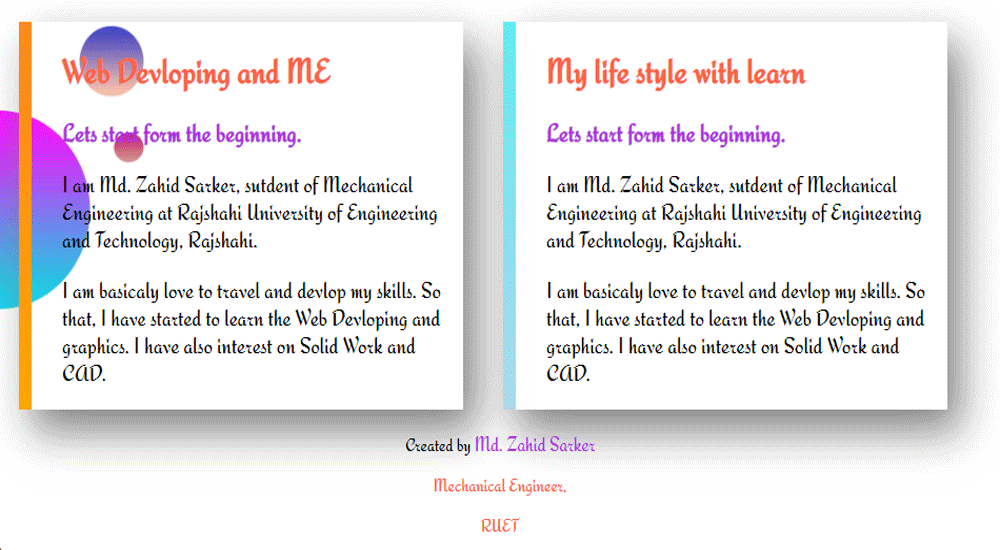 Web Devloping and ME
Lets start form the beginning.
I am Md. Zahid Sarker, sutdent of Mechanical
Engineering at Rajshahi University of Engineering
and Technology, Rajshahi.
I am basicaly love to travel and devlop my skills. So
that, I have started to learn the Web Devloping and
graphics. I have also interest on Solid Work and
CAD.
My life style with learn
Lets start form the beginning.
I am Md. Zahid Sarker, sutdent of Mechanical
Engineering at Rajshahi University of Engineering
and Technology, Rajshahi.
I am basicaly love to travel and devlop my skills. So
that, I have started to learn the Web Devloping and
graphics. I have also interest on Solid Work and
CAD.
Created by Md. Zahid Sarker
Mechanical Engineer,
RUET